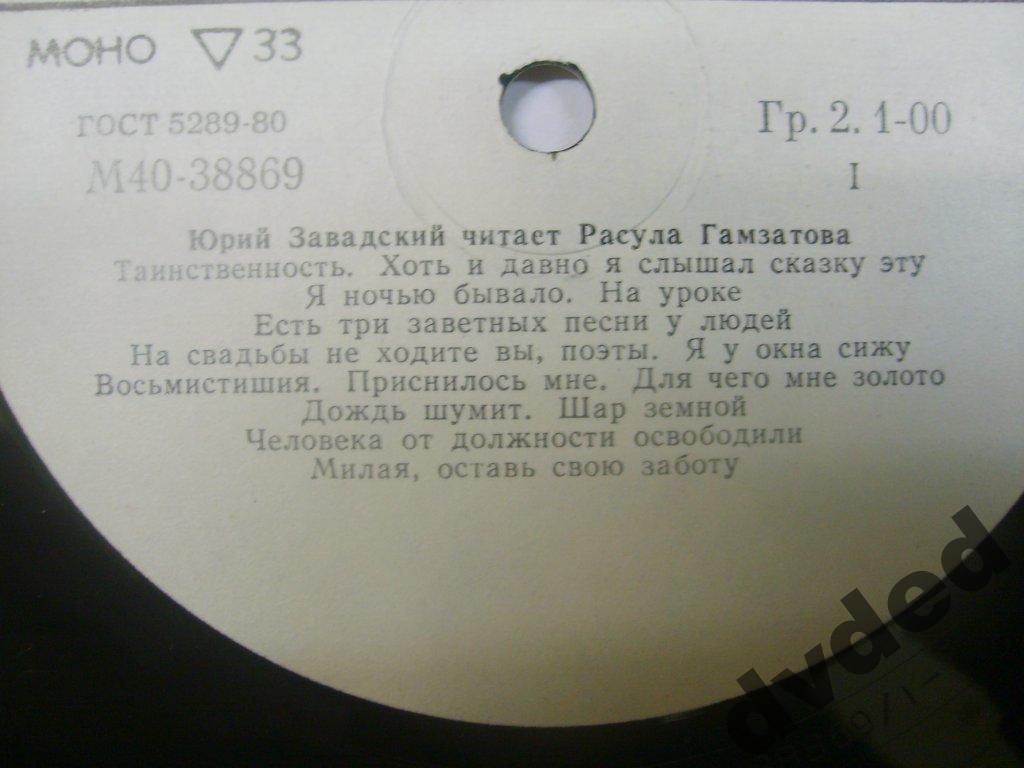 МОНО ▽ 33
ГОСТ 5289-80
Гр. 2. 1-00
М40-38869
I
Юрий Завадский читает Расула Гамзатова
Таинственность. Хоть и давно я слышал сказку эту
Я ночью бывало. На уроке
Есть три заветных песни у людей
На свадьбы не ходите вы, поэты. Я у окна сижу
Восьмистишия. Приснилось мне. Для чего мне золото
Дождь шумит. Шар земной
Человека от должности освободили
Милая, оставь свою заботу
dvded